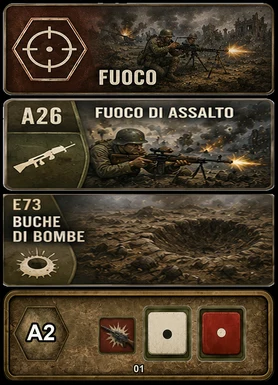 FUOCO
A26
FUOCO DI ASSALTO
E73
BUCHE
DI BOMBE
A2
01